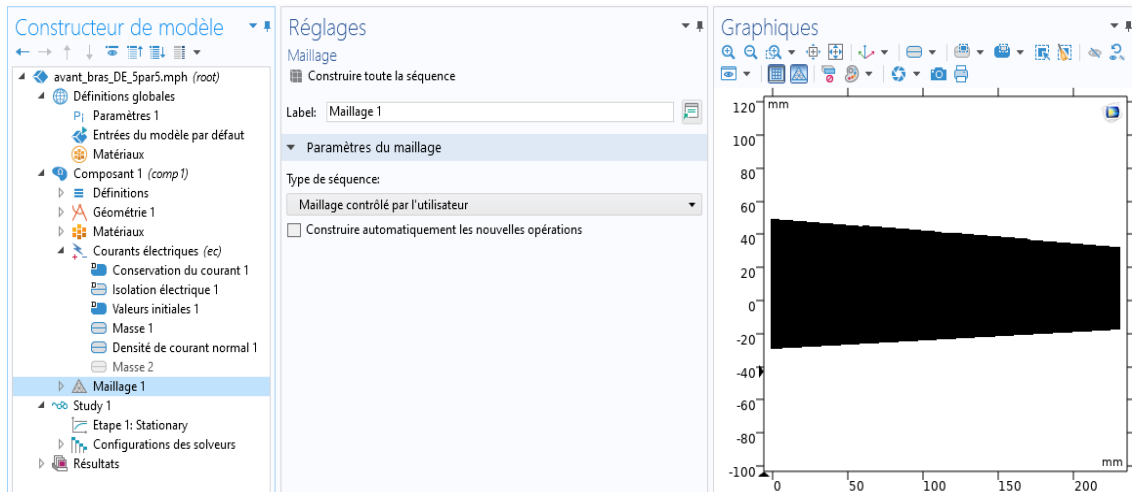 Constructeur de modèle
avant_bras_DE_5par5.mph (root)
Définitions globales
Pi Paramètres 1
Entrées du modèle par défaut
Matériaux
Composant 1 (comp1)
Définitions
Géométrie 1
Matériaux
Courants électriques (ec)
Conservation du courant 1
Isolation électrique 1
Valeurs initiales 1
Masse 1
Densité de courant normal 1
Masse 2
Maillage 1
Study 1
Etape 1: Stationary
Configurations des solveurs
Résultats
Réglages
Maillage
Construire toute la séquence
Label: Maillage 1
Paramètres du maillage
Type de séquence:
Maillage contrôlé par l'utilisateur
Construire automatiquement les nouvelles opérations
Graphiques
120 mm
100
80
60
40
20
0
-20
-40
-60
-80
-100 mm
0 50 100 150 200